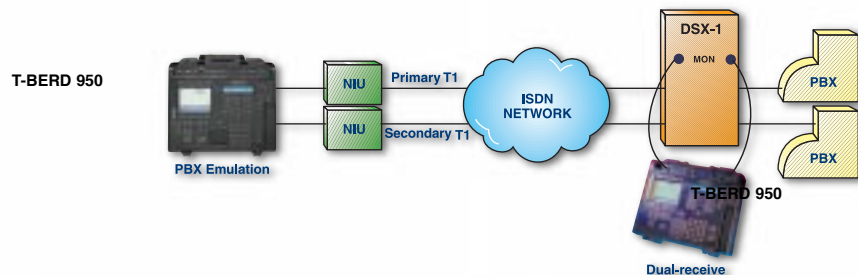 T-BERD 950
NIU
Primary T1
NIU
Secondary T1
PBX Emulation
ISDN
NETWORK
DSX-1
MON
PBX
PBX
T-BERD 950
Dual-receive